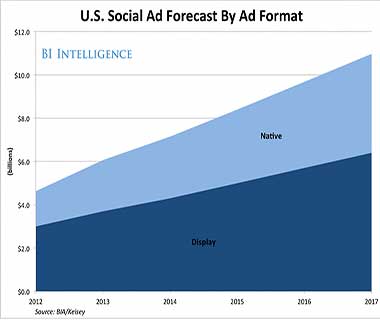 U.S. Social Ad Forecast By Ad Format
$12.0
BI INTELLIGENCE
$10.0
$8.0
Native
(billions)
$6.0
$4.0
Display
$2.0
$0.0
2012 2013 2014 2015 2016 2017
Source: BIA/Kelsey